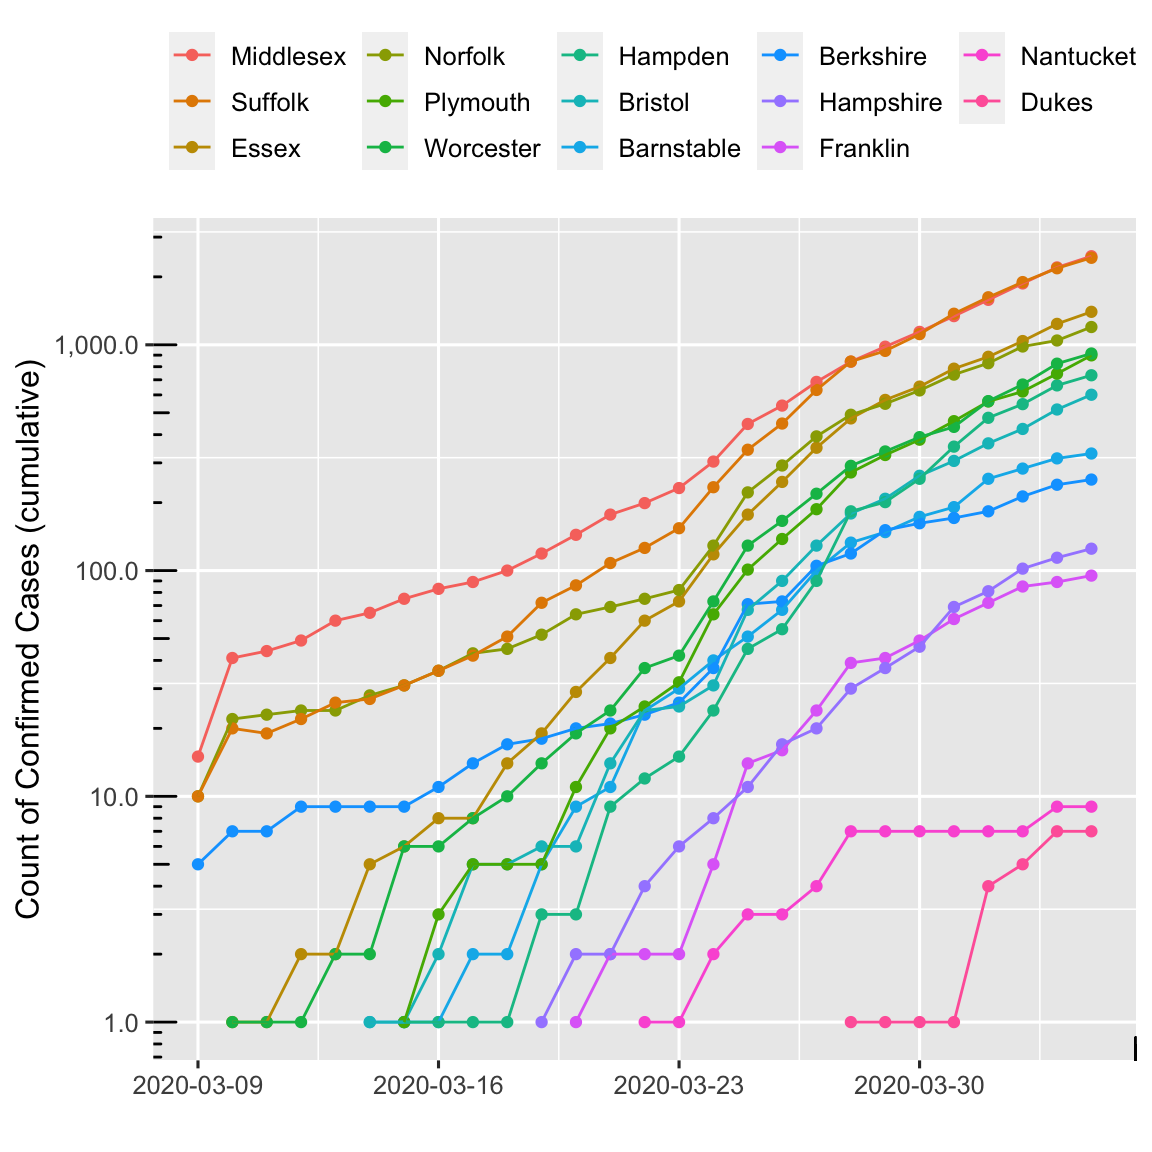 Middlesex Norfolk Hampden Berkshire Nantucket
Suffolk Plymouth Bristol Hampshire Dukes
Essex Worcester Barnstable Franklin
Count of Confirmed Cases (cumulative)
1,000.0
100.0
10.0
1.0
2020-03-09 2020-03-16 2020-03-23 2020-03-30